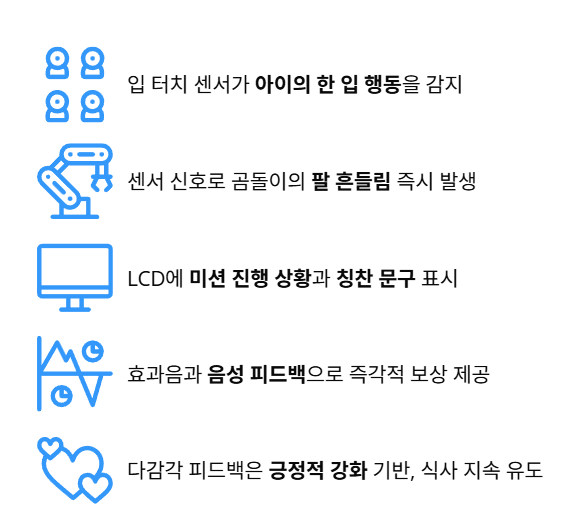 입 터치 센서가 아이의 한 입 행동을 감지
센서 신호로 곰돌이의 팔 흔들림 즉시 발생
LCD에 미션 진행 상황과 칭찬 문구 표시
효과음과 음성 피드백으로 즉각적 보상 제공
다감각 피드백은 긍정적 강화 기반, 식사 지속 유도